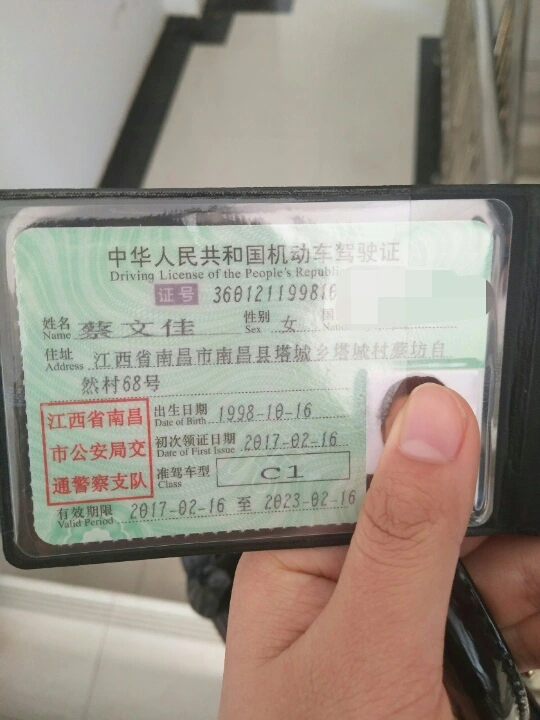 中华人民共和国机动车驾驶证
Driving License of the People's Republi
证号 360121199810
姓名 Name 蔡文佳 性别 Sex 女 国
住址 Address 江西省南昌市南昌县塔城乡塔城村蔡坊自
然村68号
江西省南昌
市公安局交
通警察支队
出生日期 Date of Birth 1998-10-16
初次领证日期 Date of First Issue 2017-02-16
准驾车型 Class C1
有效期限 Valid Period 2017-02-16 至 2023-02-16